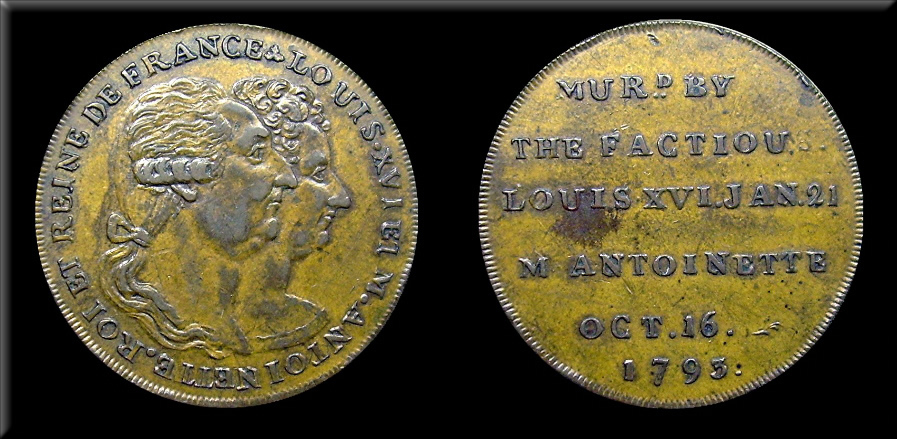 LOUIS·XVI ET M·ANTOINETTE·ROI ET REINE DE FRANCE
MURD BY
THE FACTIOU
LOUIS XVI.JAN.21
M ANTOINETTE
OCT.16.
1793: